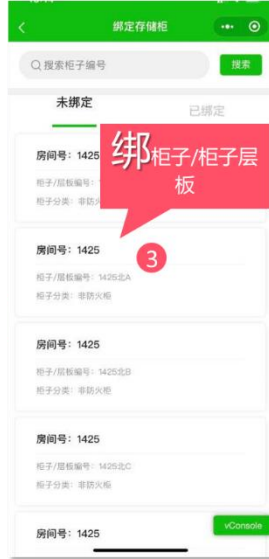 绑定存储柜
搜索柜子编号
搜索
未绑定
已绑定
房间号：1425
柜子/层板编号：
柜子分类：非防
绑柜子/柜子层
板
3
房间号：1425
柜子/层板编号：1425北A
柜子分类：非防火柜
房间号：1425
柜子/层板编号：1425北B
柜子分类：非防火柜
房间号：1425
柜子/层板编号：1425北C
柜子分类：非防火柜
房间号：1425
vConsole